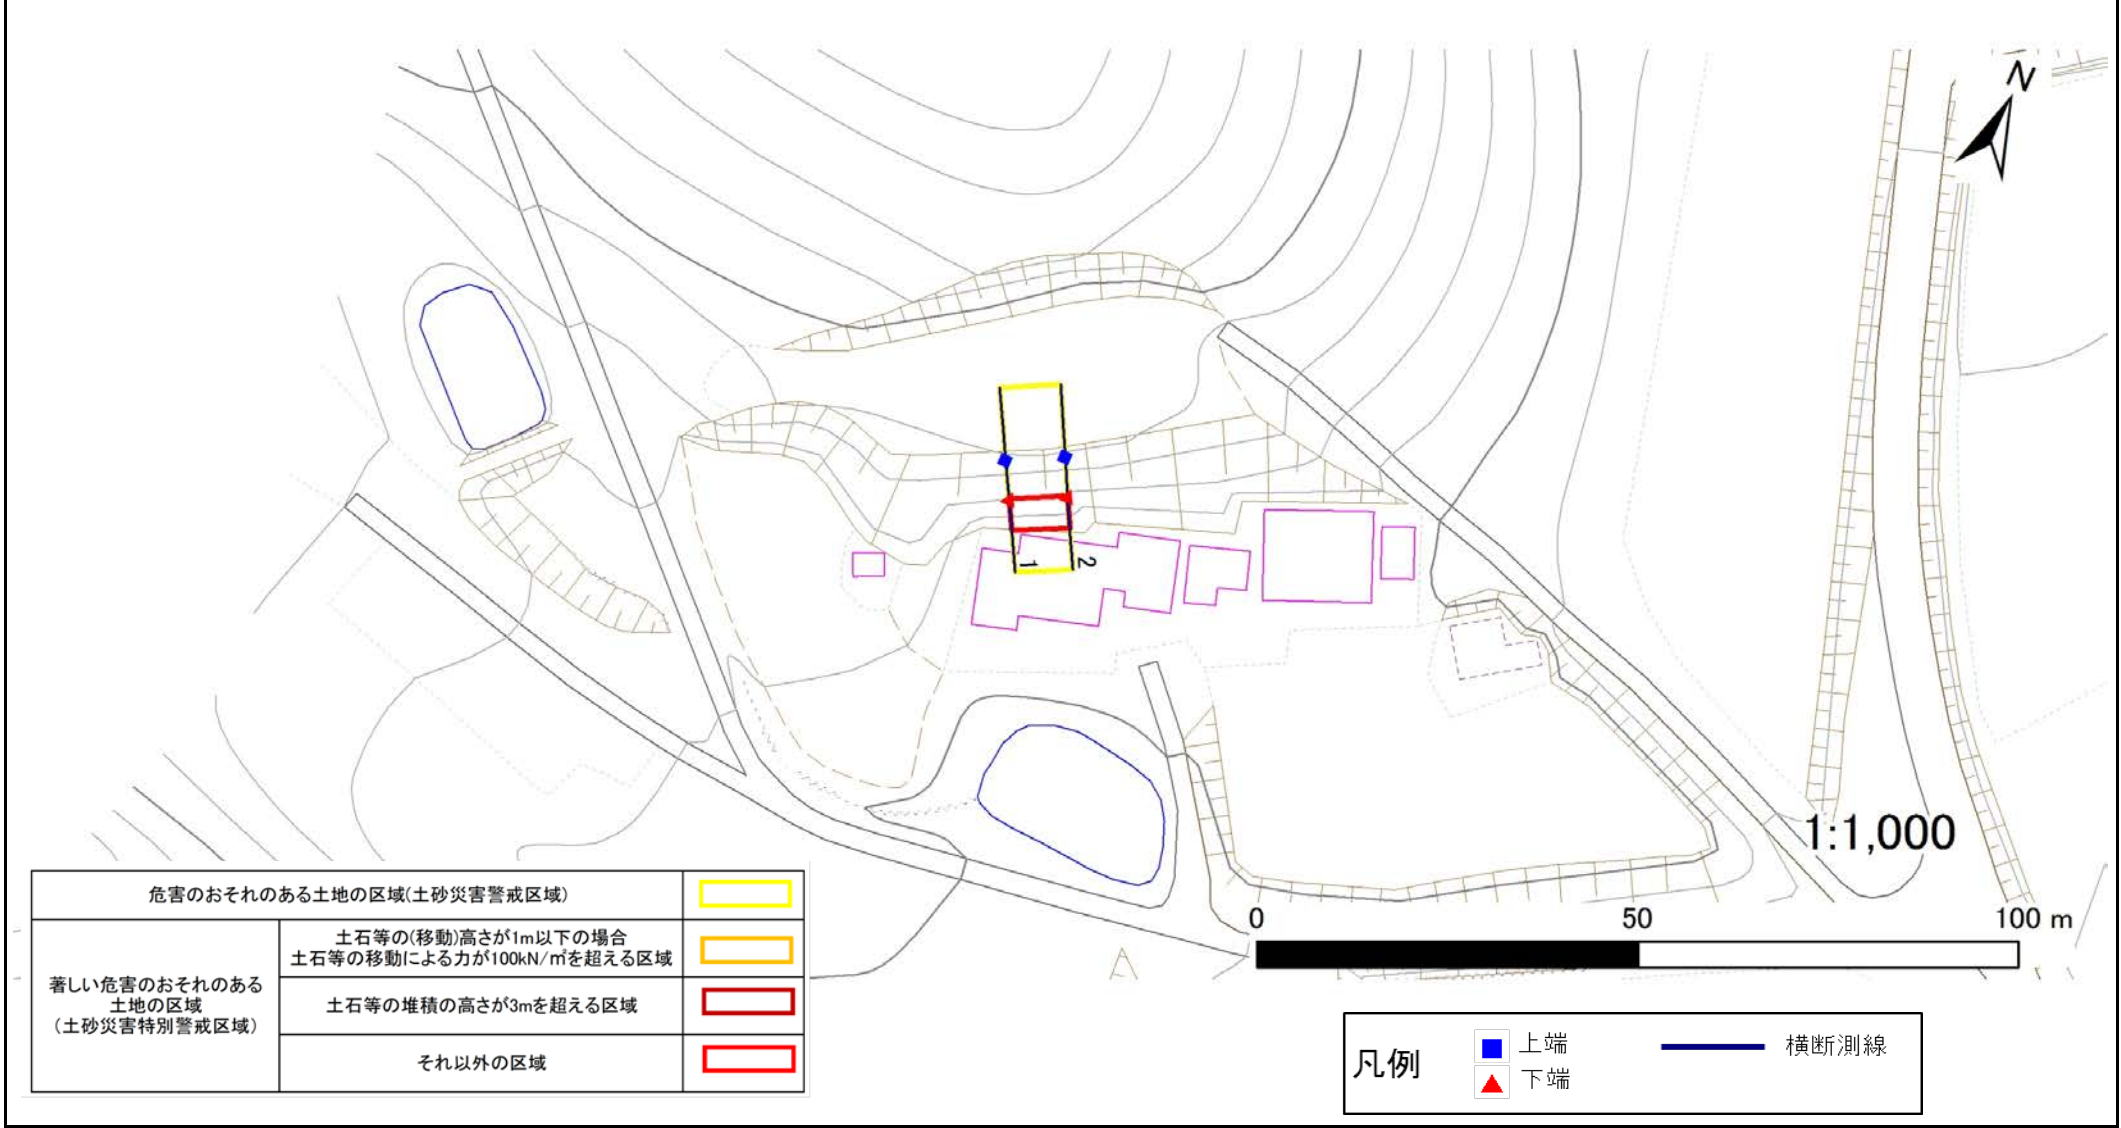 N
1
2
1:1,000
0 50 100 m
危害のおそれのある土地の区域(土砂災害警戒区域)
著しい危害のおそれのある
土地の区域
(土砂災害特別警戒区域)
土石等の(移動)高さが1m以下の場合
土石等の移動による力が100kN/㎡を超える区域
土石等の堆積の高さが3mを超える区域
それ以外の区域
凡例
上端
下端
横断測線